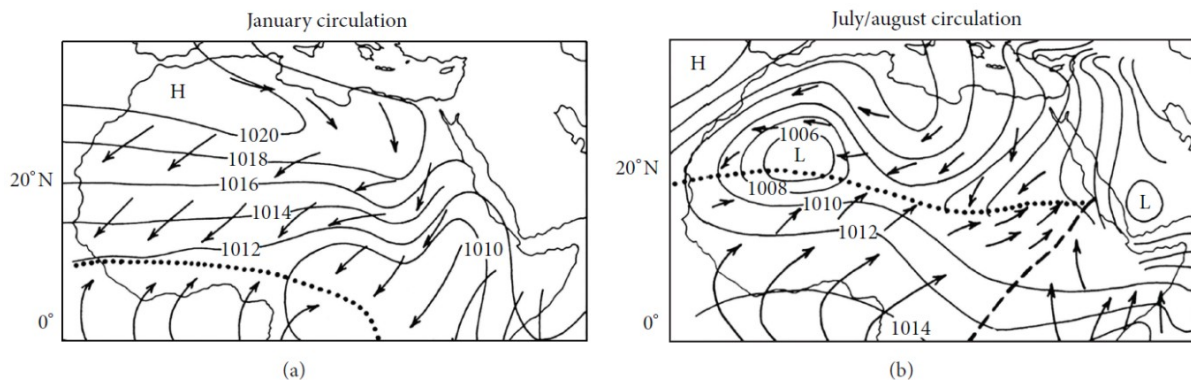 January circulation
H
1020
1018
20°N
1016
1014
1012
1010
0°
(a)
July/august circulation
H
1006
L
20°N
1008
1010
L
1012
1014
0°
(b)